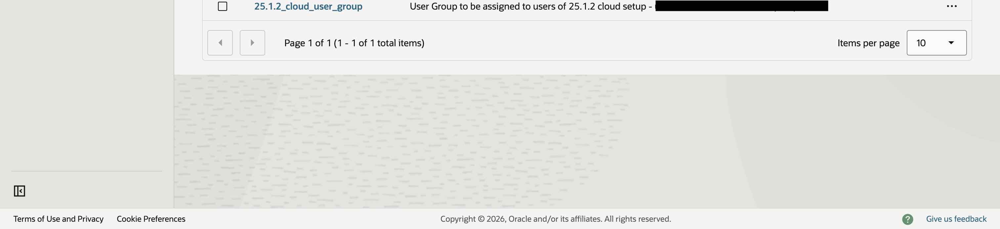 25.1.2_cloud_user_group User Group to be assigned to users of 25.1.2 cloud setup -
Page 1 of 1 (1 - 1 of 1 total items) Items per page 10
Terms of Use and Privacy Cookie Preferences Copyright © 2026, Oracle and/or its affiliates. All rights reserved. ? Give us feedback